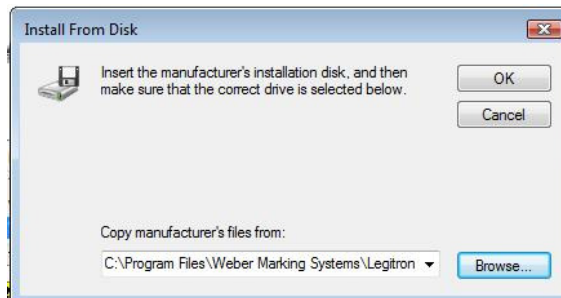 Install From Disk
Insert the manufacturer's installation disk, and then
make sure that the correct drive is selected below.
OK
Cancel
Copy manufacturer's files from:
C:\Program Files\Weber Marking Systems\Legitron
Browse...